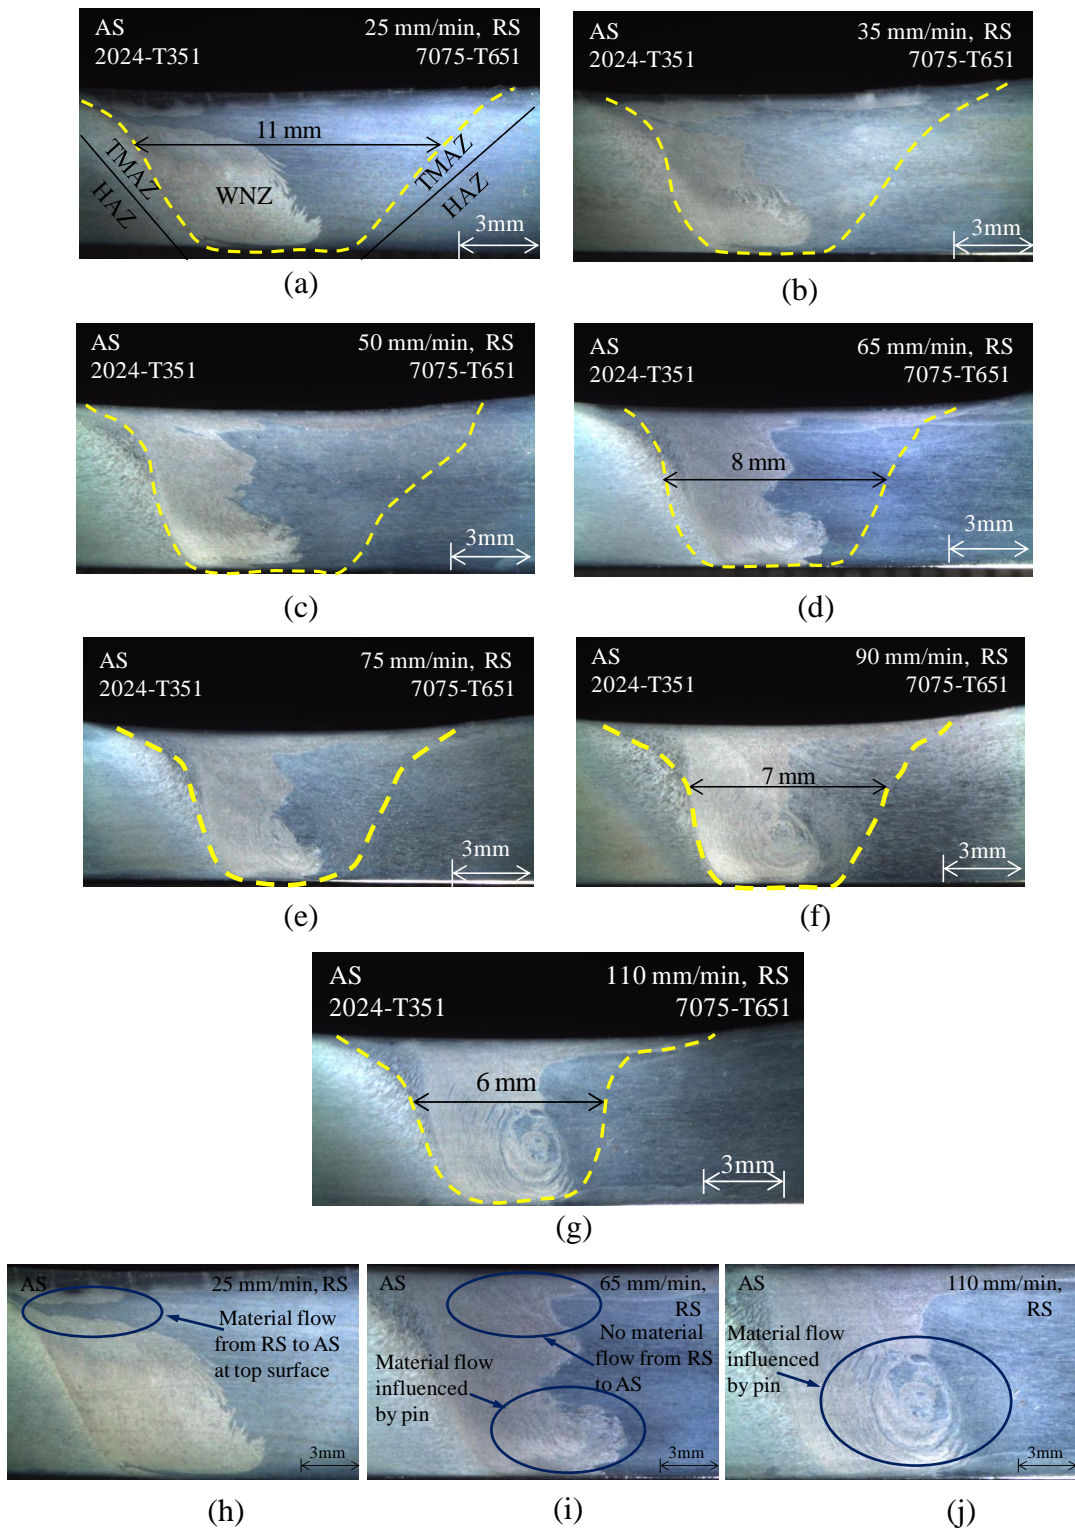 AS 25 mm/min, RS
2024-T351 7075-T651
11 mm
TMAZ
HAZ
WNZ
TMAZ
HAZ
3mm
(a)
AS 35 mm/min, RS
2024-T351 7075-T651
3mm
(b)
AS 50 mm/min, RS
2024-T351 7075-T651
3mm
(c)
AS 65 mm/min, RS
2024-T351 7075-T651
8 mm
3mm
(d)
AS 75 mm/min, RS
2024-T351 7075-T651
3mm
(e)
AS 90 mm/min, RS
2024-T351 7075-T651
7 mm
3mm
(f)
AS 110 mm/min, RS
2024-T351 7075-T651
6 mm
3mm
(g)
AS 25 mm/min, RS
Material flow
from RS to AS
at top surface
3mm
(h)
AS 65 mm/min,
RS
No material
flow from RS
to AS
Material flow
influenced
by pin
3mm
(i)
AS 110 mm/min,
RS
Material flow
influenced
by pin
3mm
(j)